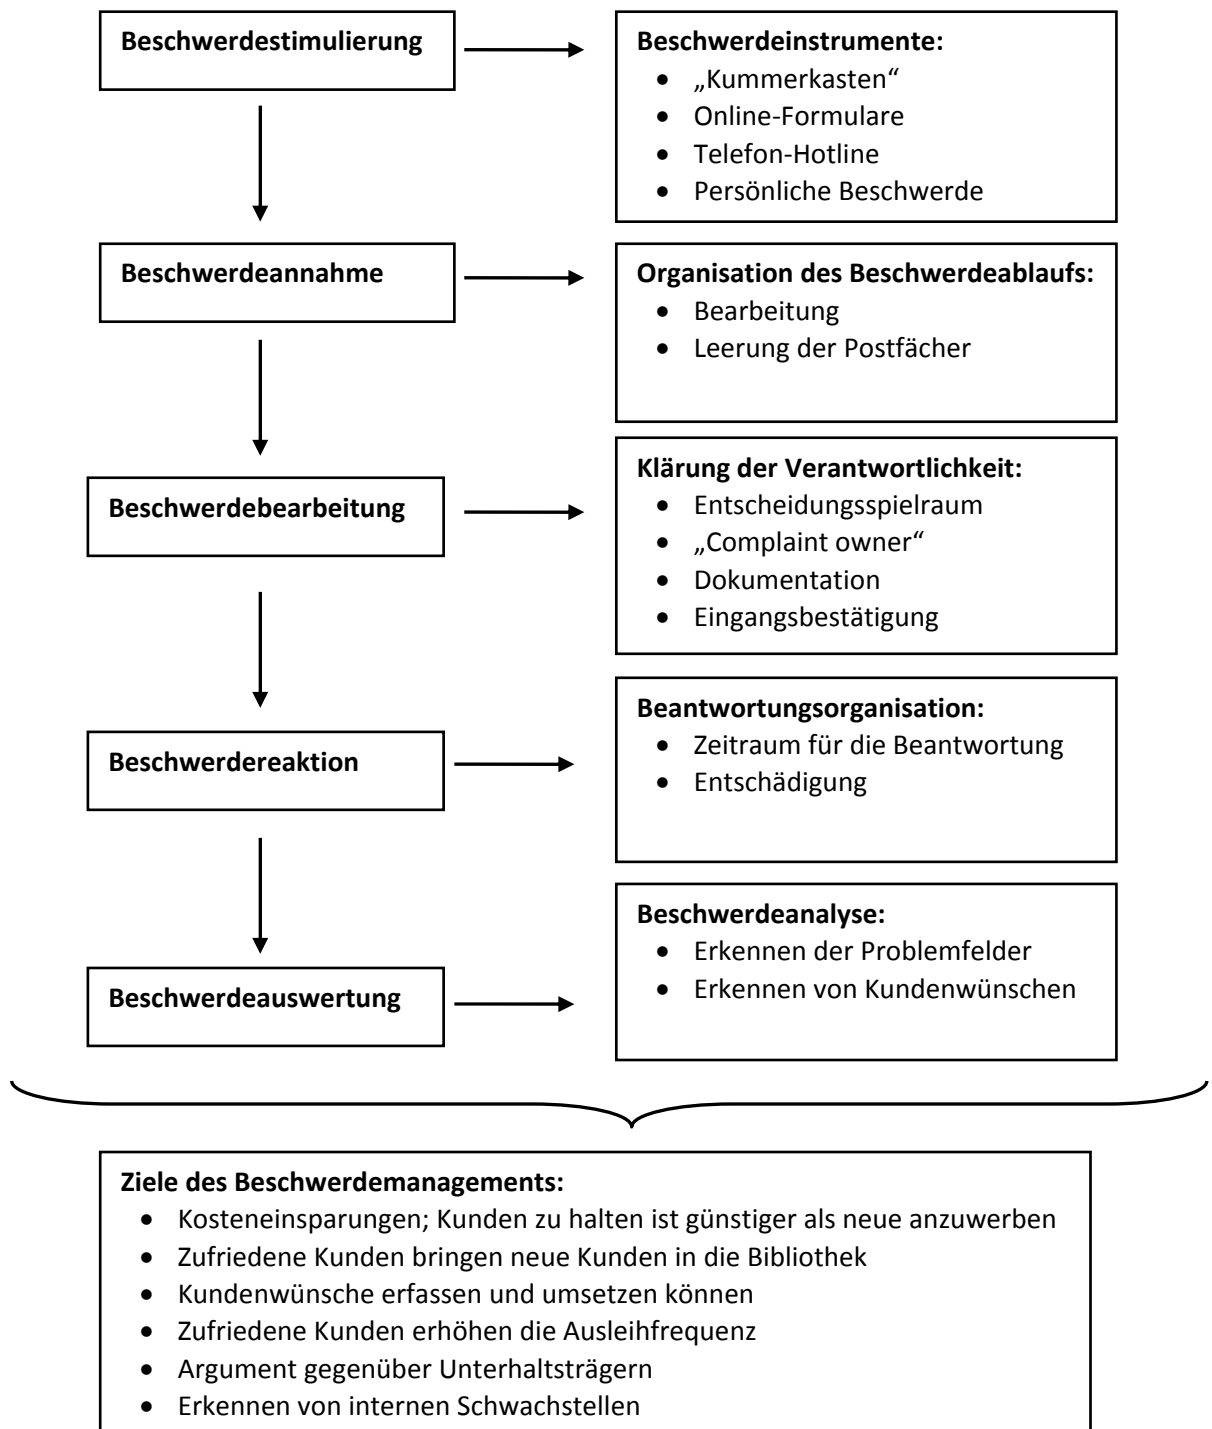 Beschwerdestimulierung
Beschwerdeinstrumente:
• „Kummerkasten“
• Online-Formulare
• Telefon-Hotline
• Persönliche Beschwerde
Beschwerdeannahme
Organisation des Beschwerdeablaufs:
• Bearbeitung
• Leerung der Postfächer
Beschwerdebearbeitung
Klärung der Verantwortlichkeit:
• Entscheidungsspielraum
• „Complaint owner“
• Dokumentation
• Eingangsbestätigung
Beschwerdereaktion
Beantwortungsorganisation:
• Zeitraum für die Beantwortung
• Entschädigung
Beschwerdeauswertung
Beschwerdeanalyse:
• Erkennen der Problemfelder
• Erkennen von Kundenwünschen
Ziele des Beschwerdemanagements:
• Kosteneinsparungen; Kunden zu halten ist günstiger als neue anzuwerben
• Zufriedene Kunden bringen neue Kunden in die Bibliothek
• Kundenwünsche erfassen und umsetzen können
• Zufriedene Kunden erhöhen die Ausleihfrequenz
• Argument gegenüber Unterhaltsträgern
• Erkennen von internen Schwachstellen